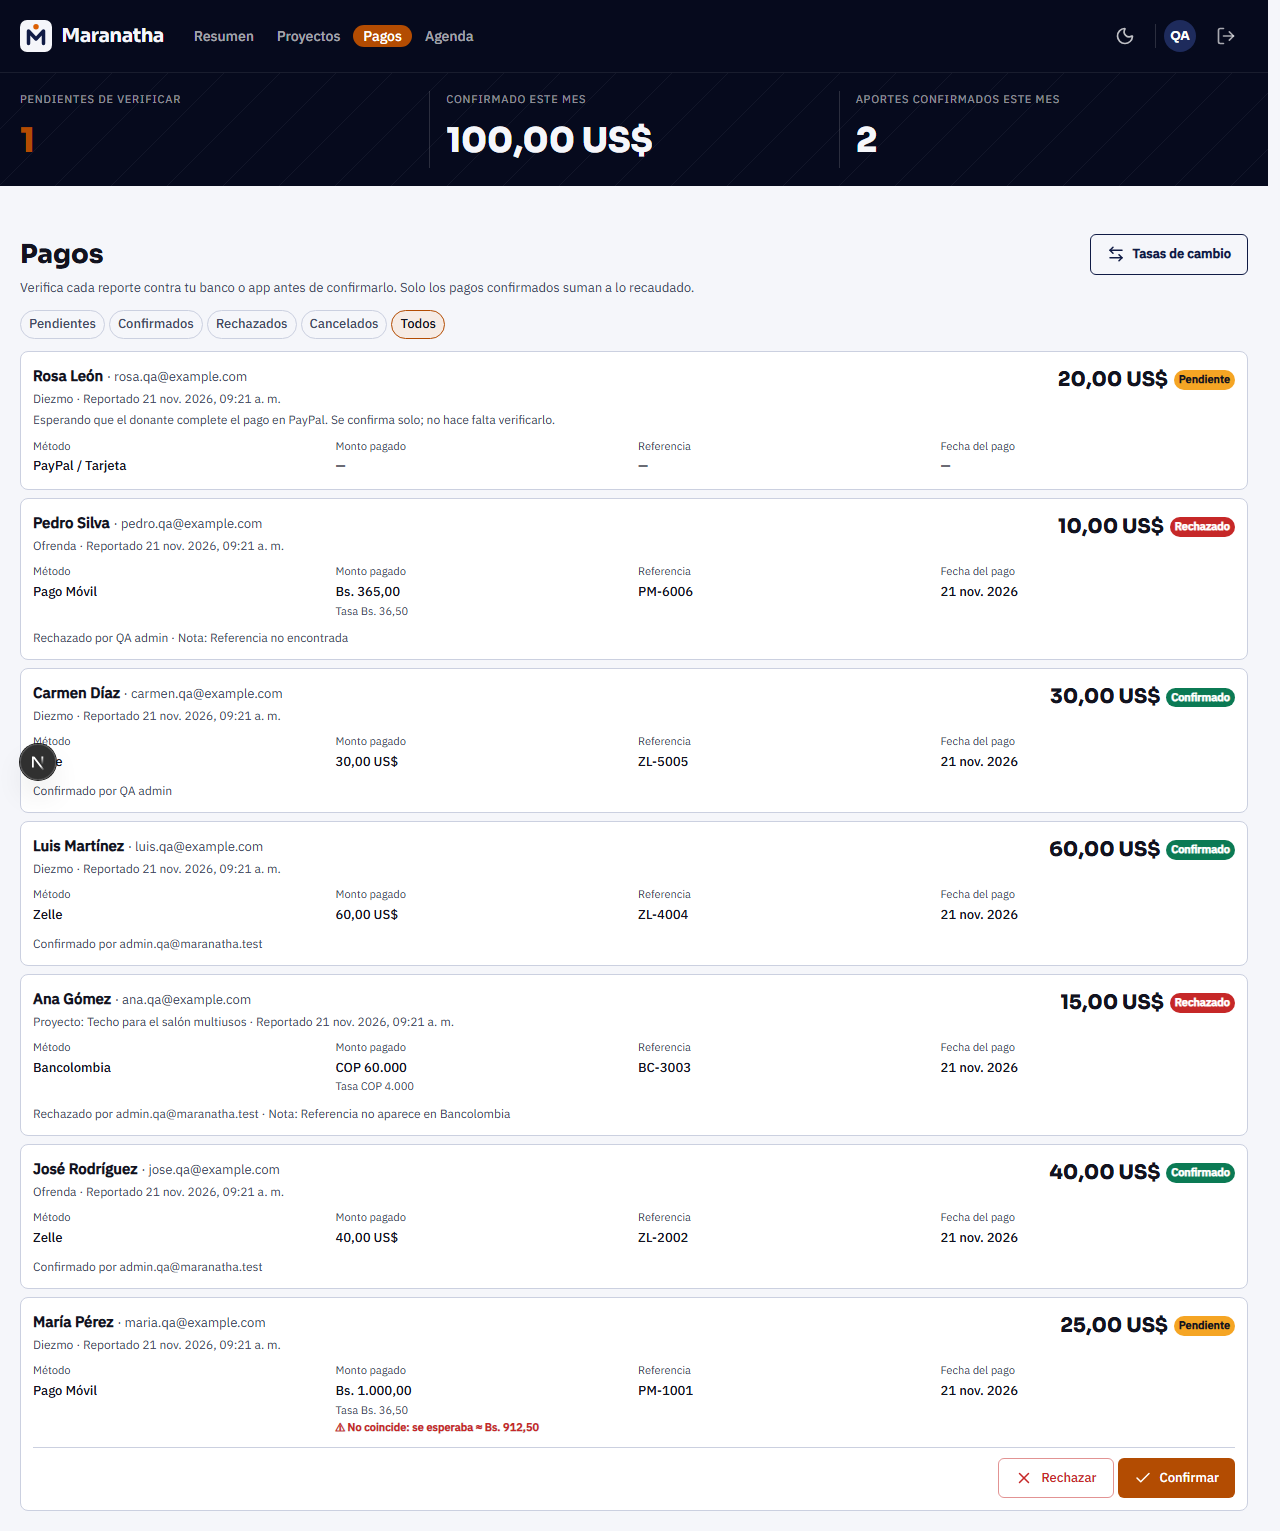 Maranatha
Resumen Proyectos Pagos Agenda
QA
PENDIENTES DE VERIFICAR
1
CONFIRMADO ESTE MES
100,00 US$
APORTES CONFIRMADOS ESTE MES
2
Pagos
Tasas de cambio
Verifica cada reporte contra tu banco o app antes de confirmarlo. Solo los pagos confirmados suman a lo recaudado.
Pendientes Confirmados Rechazados Cancelados Todos
Rosa León · rosa.qa@example.com
20,00 US$ Pendiente
Diezmo · Reportado 21 nov. 2026, 09:21 a. m.
Esperando que el donante complete el pago en PayPal. Se confirma solo; no hace falta verificarlo.
Método Monto pagado Referencia Fecha del pago
PayPal / Tarjeta — — —
Pedro Silva · pedro.qa@example.com
10,00 US$ Rechazado
Ofrenda · Reportado 21 nov. 2026, 09:21 a. m.
Método Monto pagado Referencia Fecha del pago
Pago Móvil Bs. 365,00 PM-6006 21 nov. 2026
Tasa Bs. 36,50
Rechazado por QA admin · Nota: Referencia no encontrada
Carmen Díaz · carmen.qa@example.com
30,00 US$ Confirmado
Diezmo · Reportado 21 nov. 2026, 09:21 a. m.
Método Monto pagado Referencia Fecha del pago
30,00 US$ ZL-5005 21 nov. 2026
Confirmado por QA admin
Luis Martínez · luis.qa@example.com
60,00 US$ Confirmado
Diezmo · Reportado 21 nov. 2026, 09:21 a. m.
Método Monto pagado Referencia Fecha del pago
Zelle 60,00 US$ ZL-4004 21 nov. 2026
Confirmado por admin.qa@maranatha.test
Ana Gómez · ana.qa@example.com
15,00 US$ Rechazado
Proyecto: Techo para el salón multiusos · Reportado 21 nov. 2026, 09:21 a. m.
Método Monto pagado Referencia Fecha del pago
Bancolombia COP 60.000 BC-3003 21 nov. 2026
Tasa COP 4.000
Rechazado por admin.qa@maranatha.test · Nota: Referencia no aparece en Bancolombia
José Rodríguez · jose.qa@example.com
40,00 US$ Confirmado
Ofrenda · Reportado 21 nov. 2026, 09:21 a. m.
Método Monto pagado Referencia Fecha del pago
Zelle 40,00 US$ ZL-2002 21 nov. 2026
Confirmado por admin.qa@maranatha.test
María Pérez · maria.qa@example.com
25,00 US$ Pendiente
Diezmo · Reportado 21 nov. 2026, 09:21 a. m.
Método Monto pagado Referencia Fecha del pago
Pago Móvil Bs. 1.000,00 PM-1001 21 nov. 2026
Tasa Bs. 36,50
⚠ No coincide: se esperaba ≈ Bs. 912,50
Rechazar Confirmar